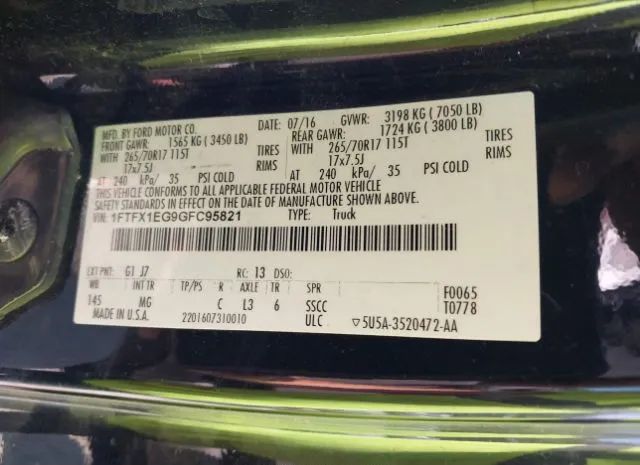 MFD. BY FORD MOTOR CO. DATE: 07/16 GVWR: 3198 KG ( 7050 LB)
FRONT GAWR: 1565 KG ( 3450 LB) REAR GAWR: 1724 KG ( 3800 LB)
WITH 265/70R17 115T TIRES WITH 265/70R17 115T TIRES
17x7.5J RIMS 17x7.5J RIMS
AT 240 kPa/ 35 PSI COLD AT 240 kPa/ 35 PSI COLD
THIS VEHICLE CONFORMS TO ALL APPLICABLE FEDERAL MOTOR VEHICLE
SAFETY STANDARDS IN EFFECT ON THE DATE OF MANUFACTURE SHOWN ABOVE.
VIN: 1FTFX1EG9GFC95821 TYPE: Truck
EXT PNT: G1 J7 RC: 13 DSO:
WB INT TR TP/PS R AXLE TR SPR F0065
145 MG C L3 6 SSCC T0778
MADE IN U.S.A. 2201607310010 ULC ▽5U5A-3520472-AA